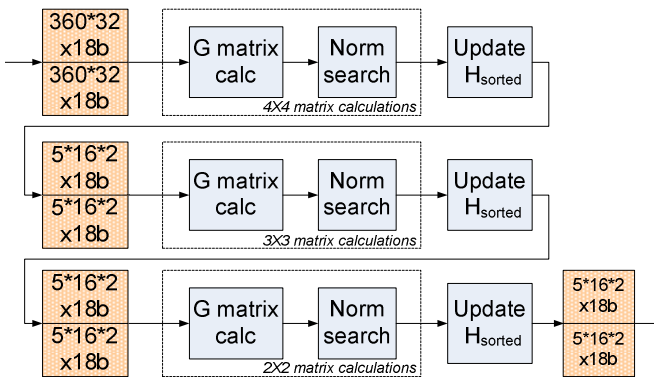 360*32
x18b
360*32
x18b
G matrix
calc
Norm
search
Update
Hsorted
4X4 matrix calculations
5*16*2
x18b
5*16*2
x18b
G matrix
calc
Norm
search
Update
Hsorted
3X3 matrix calculations
5*16*2
x18b
5*16*2
x18b
G matrix
calc
Norm
search
Update
Hsorted
5*16*2
x18b
5*16*2
x18b
2X2 matrix calculations